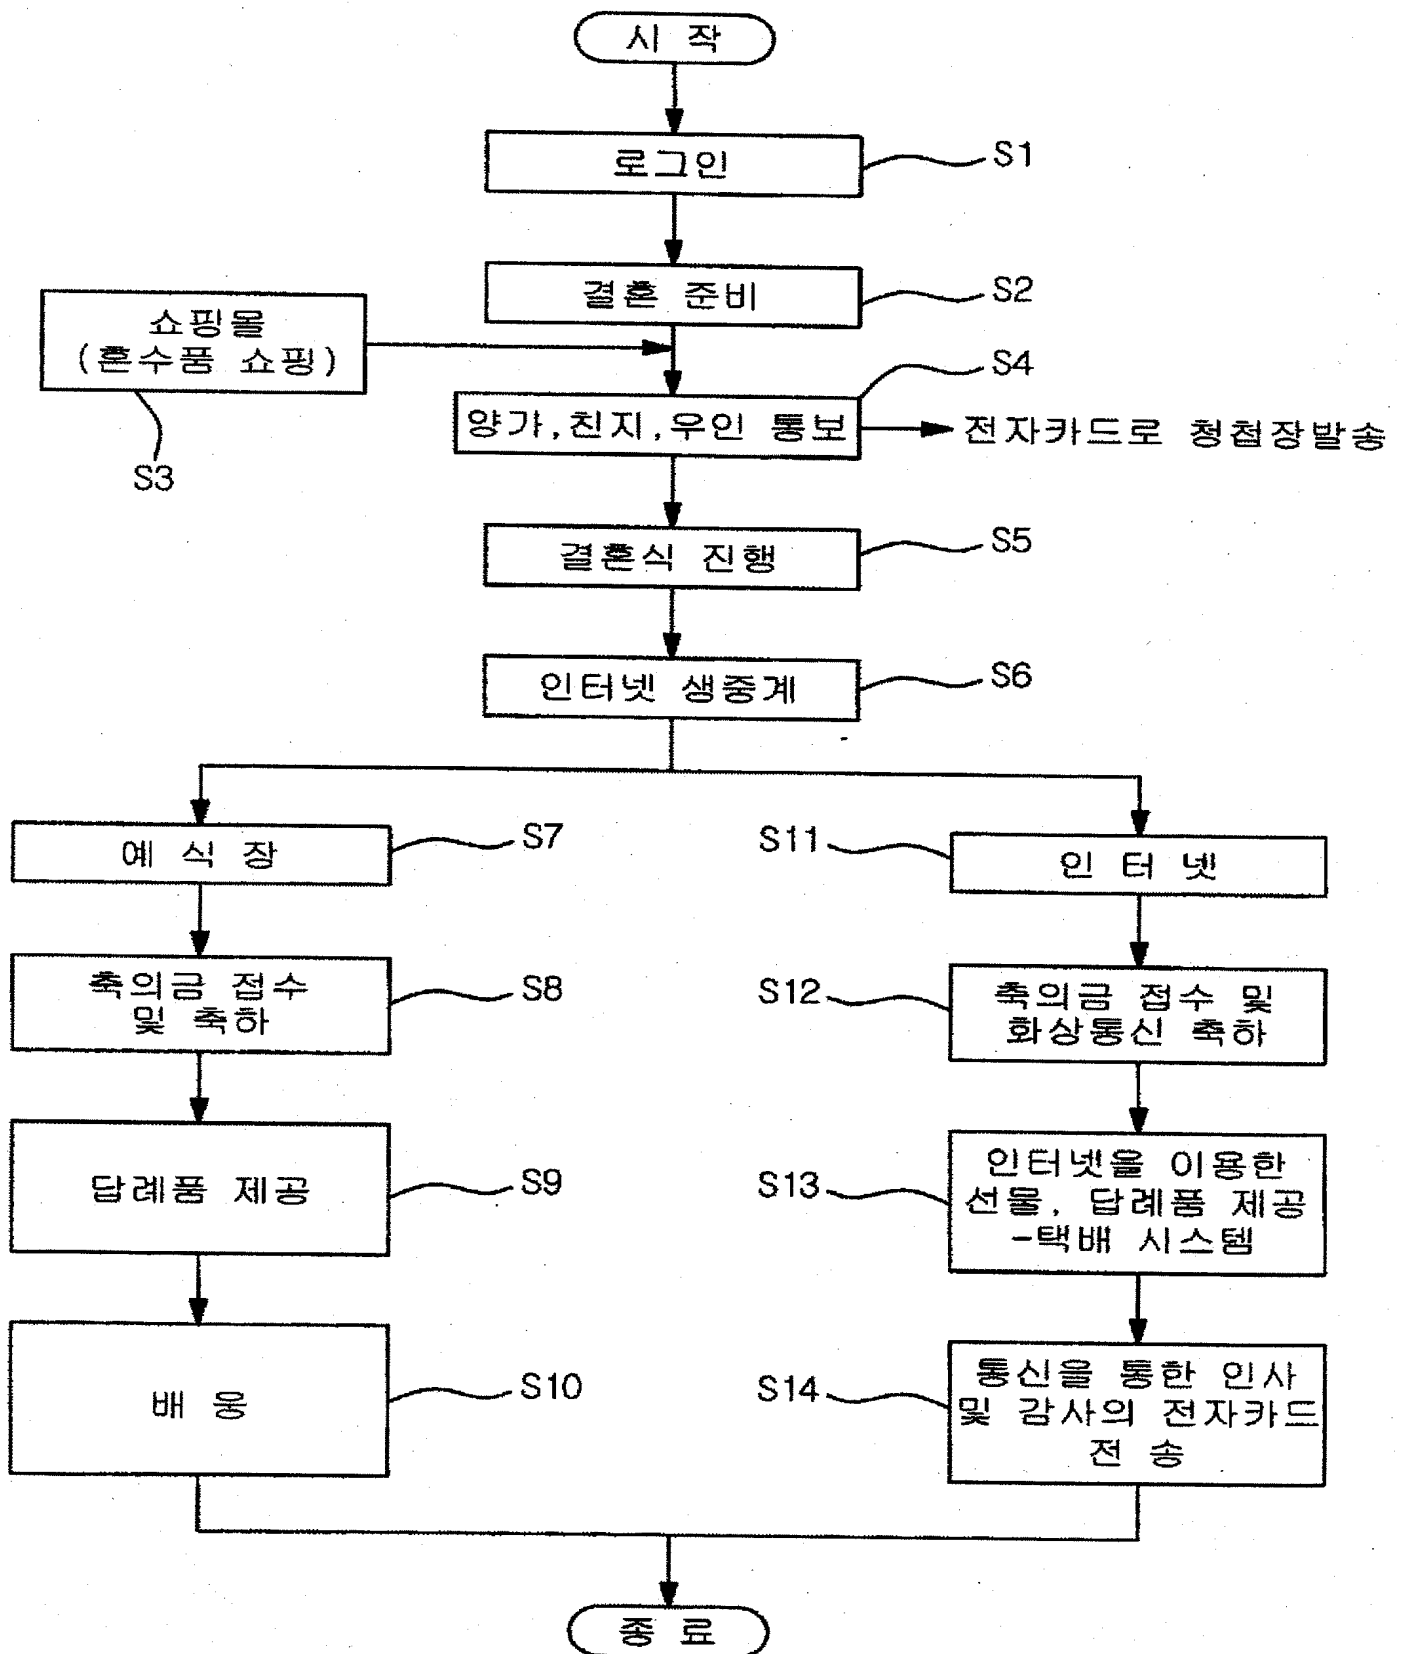 시 작
로그인
S1
결혼 준비
S2
쇼핑몰
(혼수품 쇼핑)
S3
양가,친지,우인 통보
S4
전자카드로 청첩장발송
결혼식 진행
S5
인터넷 생중계
S6
예 식 장
S7
축의금 접수
및 축하
S8
답례품 제공
S9
배 웅
S10
인 터 넷
S11
축의금 접수 및
화상통신 축하
S12
인터넷을 이용한
선물, 답례품 제공
-택배 시스템
S13
통신을 통한 인사
및 감사의 전자카드
전 송
S14
종 료